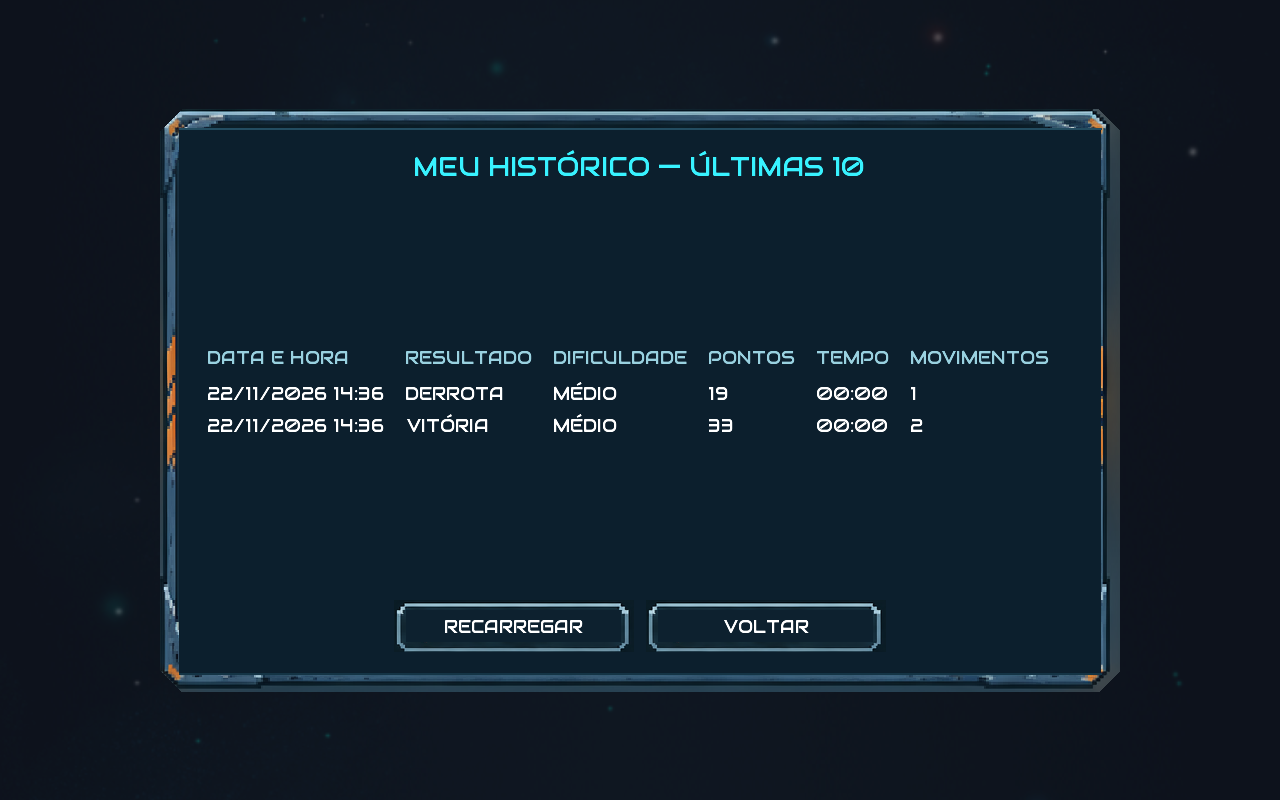 MEU HISTÓRICO — ÚLTIMAS 10
DATA E HORA RESULTADO DIFICULDADE PONTOS TEMPO MOVIMENTOS
22/11/2026 14:36 DERROTA MÉDIO 19 00:00 1
22/11/2026 14:36 VITÓRIA MÉDIO 33 00:00 2
RECARREGAR VOLTAR